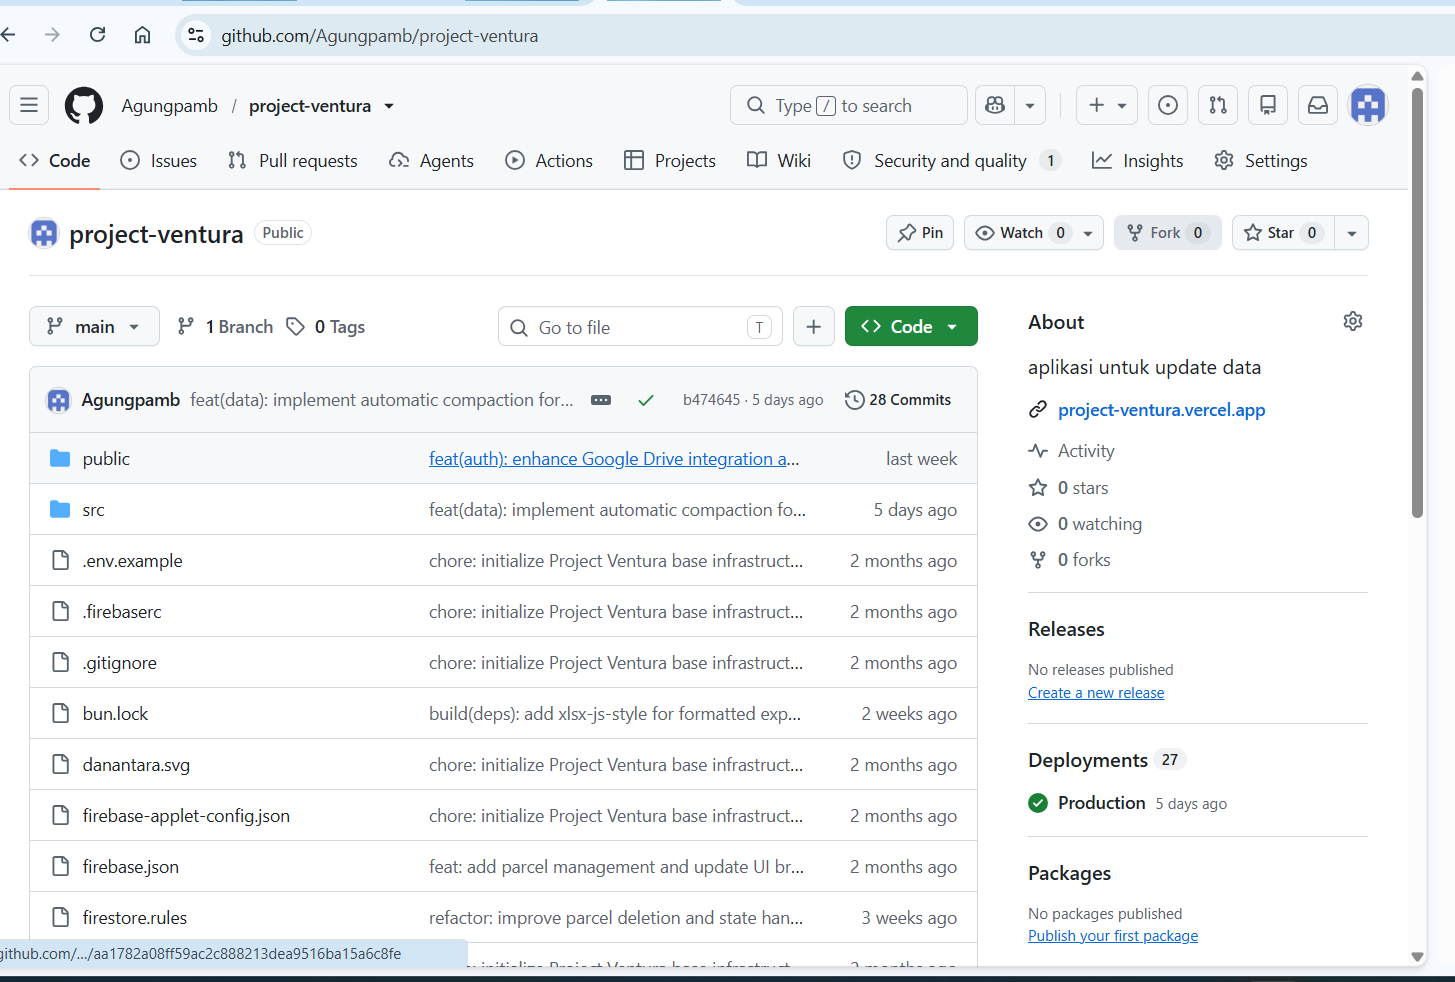 github.com/Agungpamb/project-ventura
Agungpamb / project-ventura
Type / to search
Code Issues Pull requests Agents Actions Projects Wiki Security and quality 1 Insights Settings
project-ventura Public
Pin Watch 0 Fork 0 Star 0
main 1 Branch 0 Tags Go to file T Code
Agungpamb feat(data): implement automatic compaction for... b474645 · 5 days ago 28 Commits
public feat(auth): enhance Google Drive integration a... last week
src feat(data): implement automatic compaction fo... 5 days ago
.env.example chore: initialize Project Ventura base infrastruct... 2 months ago
.firebaserc chore: initialize Project Ventura base infrastruct... 2 months ago
.gitignore chore: initialize Project Ventura base infrastruct... 2 months ago
bun.lock build(deps): add xlsx-js-style for formatted exp... 2 weeks ago
danantara.svg chore: initialize Project Ventura base infrastruct... 2 months ago
firebase-applet-config.json chore: initialize Project Ventura base infrastruct... 2 months ago
firebase.json feat: add parcel management and update UI br... 2 months ago
firestore.rules refactor: improve parcel deletion and state han... 3 weeks ago
github.com/.../aa1782a08ff59ac2c888213dea9516ba15a6c8fe
About
aplikasi untuk update data
project-ventura.vercel.app
Activity
0 stars
0 watching
0 forks
Releases
No releases published
Create a new release
Deployments 27
Production 5 days ago
Packages
No packages published
Publish your first package